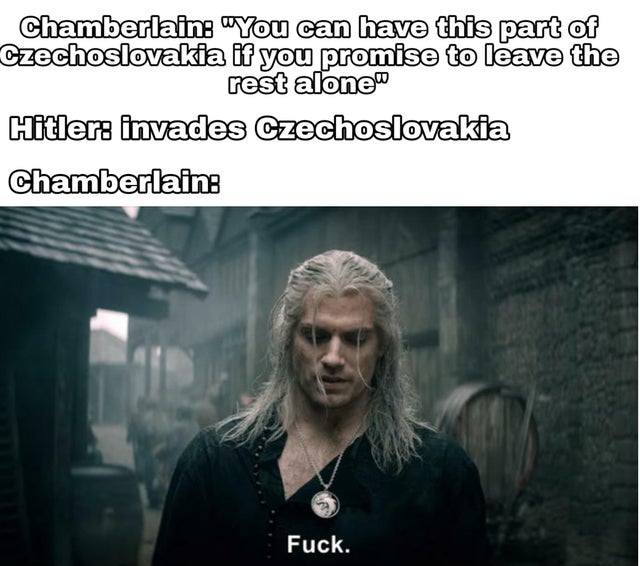 Chamberlain: "You can have this part of
Czechoslovakia if you promise to leave the
rest alone"
Hitler: invades Czechoslovakia
Chamberlain:
Fuck.